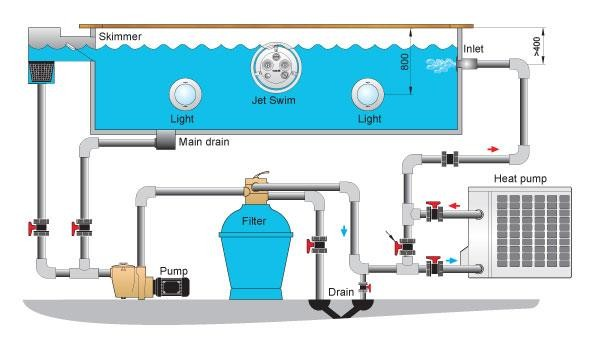 Skimmer
Inlet
>400
800
Jet Swim
Light
Light
Main drain
Heat pump
Filter
Pump
Drain